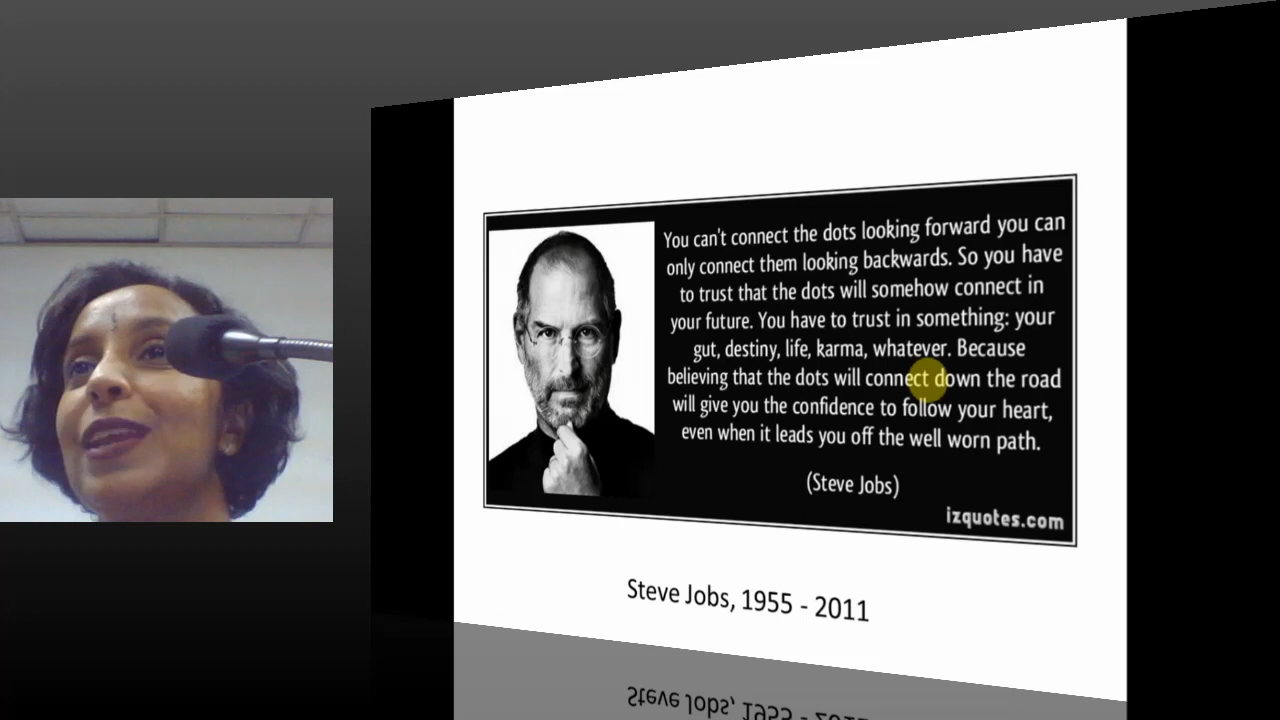 You can't connect the dots looking forward you can
only connect them looking backwards. So you have
to trust that the dots will somehow connect in
your future. You have to trust in something: your
gut, destiny, life, karma, whatever. Because
believing that the dots will connect down the road
will give you the confidence to follow your heart,
even when it leads you off the well worn path.
(Steve Jobs)
izquotes.com
Steve Jobs, 1955 - 2011
Steve Jobs, 1955 - 2011